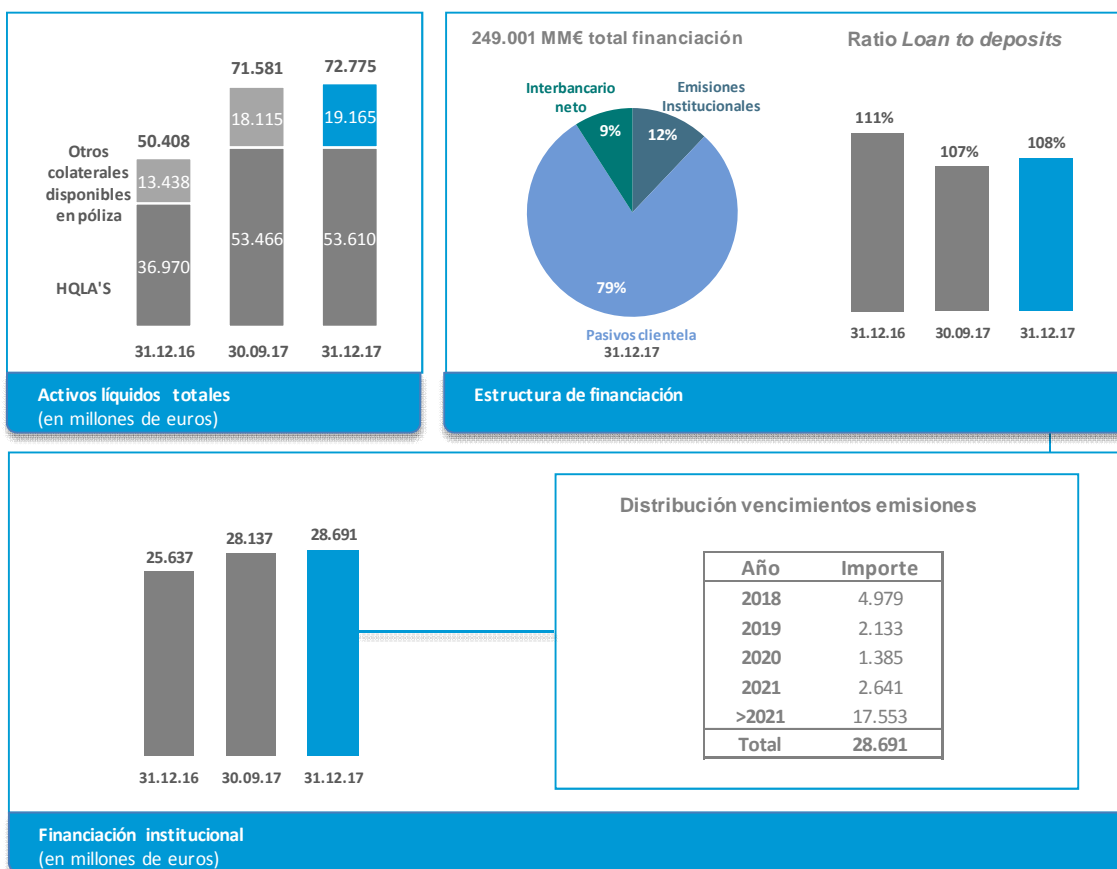 71.581
72.775
50.408
18.115
19.165
13.438
53.466
53.610
36.970
Otros
colaterales
disponibles
en póliza
HQLA'S
31.12.16
30.09.17
31.12.17
Activos líquidos totales
(en millones de euros)
249.001 MM€ total financiación
Interbancario
neto
Emisiones
Institucionales
9%
12%
79%
Pasivos clientela
31.12.17
Ratio Loan to deposits
111%
107%
108%
31.12.16
30.09.17
31.12.17
Estructura de financiación
25.637
28.137
28.691
31.12.16
30.09.17
31.12.17
Distribución vencimientos emisiones
Año Importe
2018 4.979
2019 2.133
2020 1.385
2021 2.641
>2021 17.553
Total 28.691
Financiación institucional
(en millones de euros)